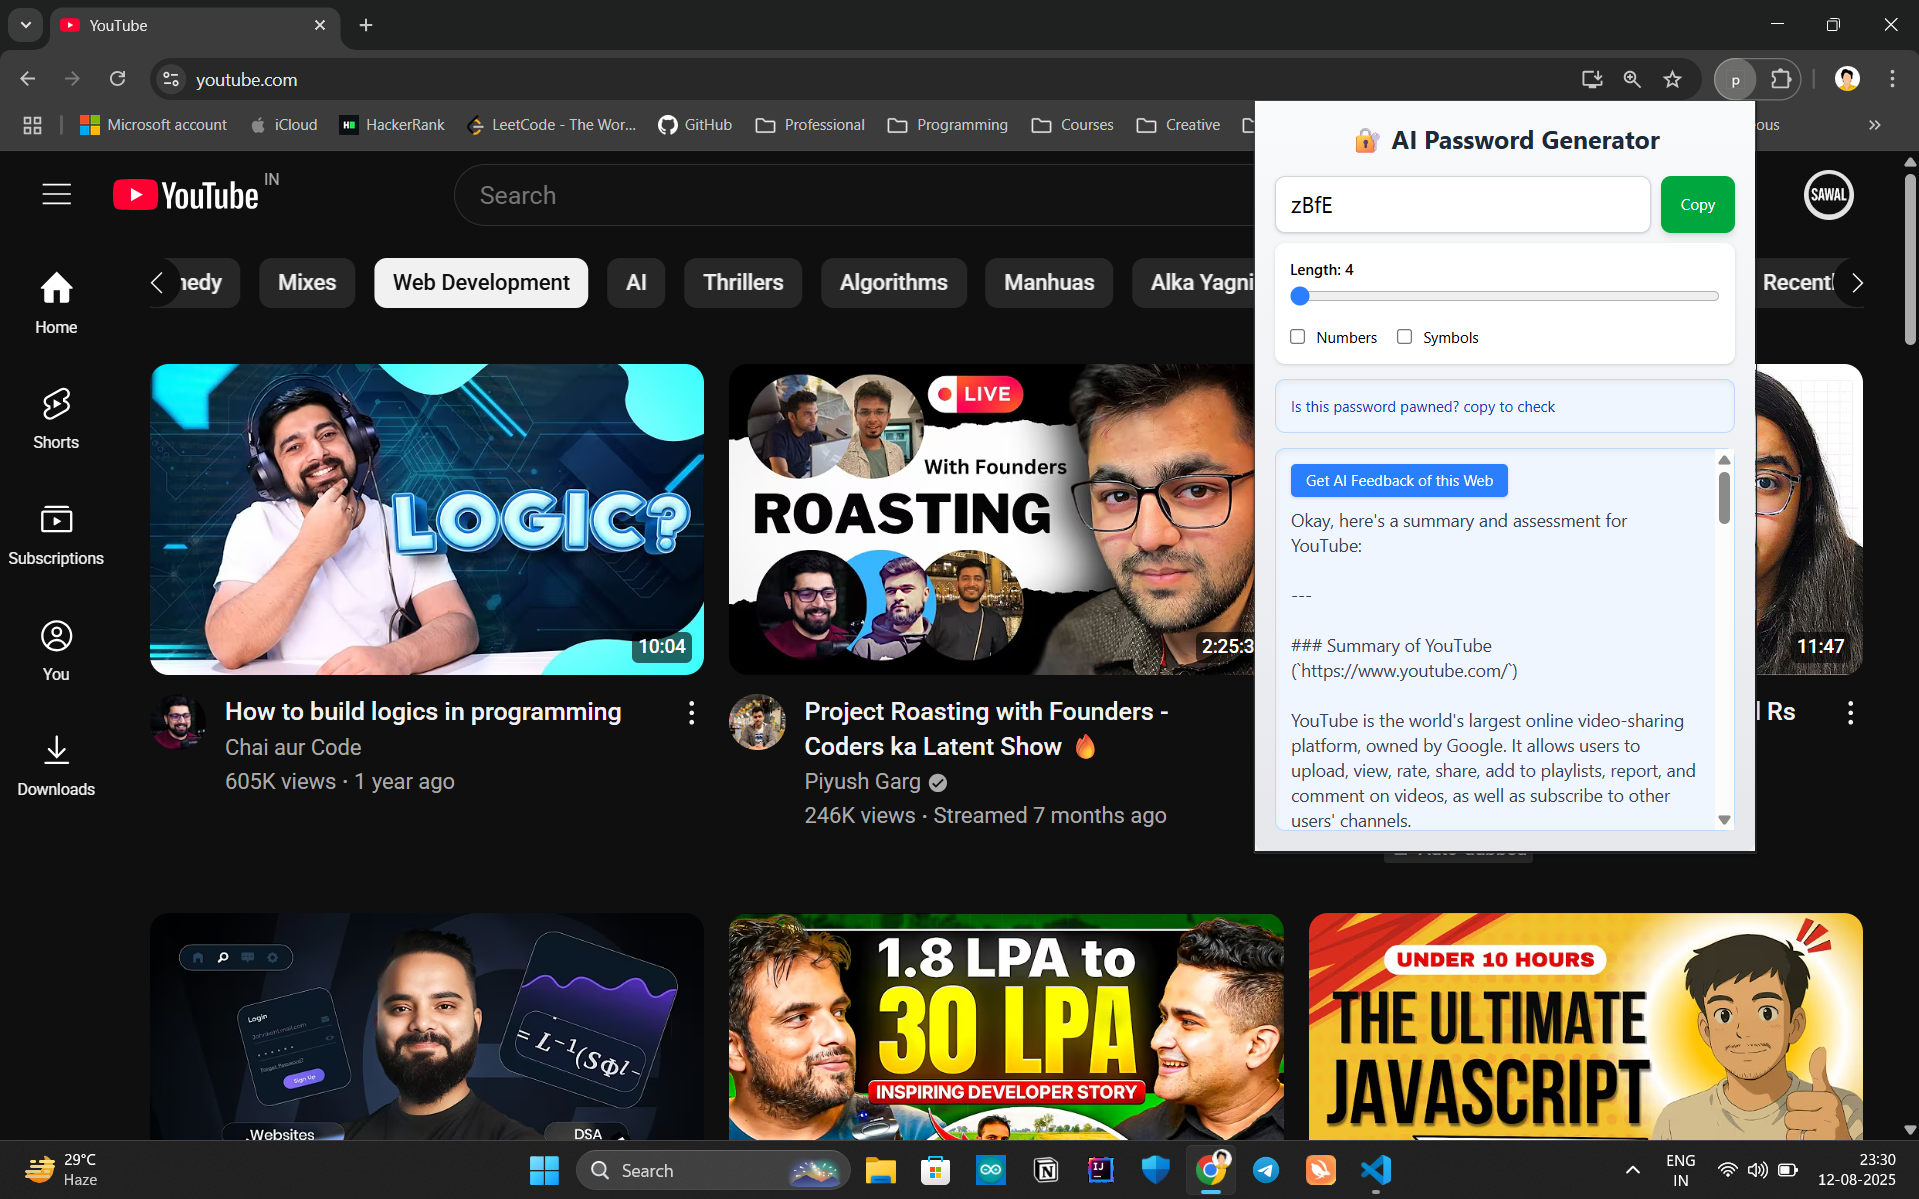 YouTube
youtube.com
p
Microsoft account
iCloud
HackerRank
LeetCode - The Wor...
GitHub
Professional
Programming
Courses
Creative
ous
YouTube IN
Search
SAWAL
nedy
Mixes
Web Development
AI
Thrillers
Algorithms
Manhuas
Alka Yagni
Recentl
Home
Shorts
Subscriptions
You
Downloads
LOGIC?
10:04
How to build logics in programming
Chai aur Code
605K views · 1 year ago
LIVE
With Founders
ROASTING
2:25:3
Project Roasting with Founders -
Coders ka Latent Show 🔥
Piyush Garg
246K views · Streamed 7 months ago
11:47
l Rs
🔐 AI Password Generator
zBfE
Copy
Length: 4
Numbers
Symbols
Is this password pawned? copy to check
Get AI Feedback of this Web
Okay, here's a summary and assessment for
YouTube:
---
### Summary of YouTube
(`https://www.youtube.com/`)
YouTube is the world's largest online video-sharing
platform, owned by Google. It allows users to
upload, view, rate, share, add to playlists, report, and
comment on videos, as well as subscribe to other
users' channels.
Login
Sign Up
Websites
DSA
1.8 LPA to
30 LPA
INSPIRING DEVELOPER STORY
UNDER 10 HOURS
THE ULTIMATE
JAVASCRIPT
29°C
Haze
Search
ENG
IN
23:30
12-08-2025